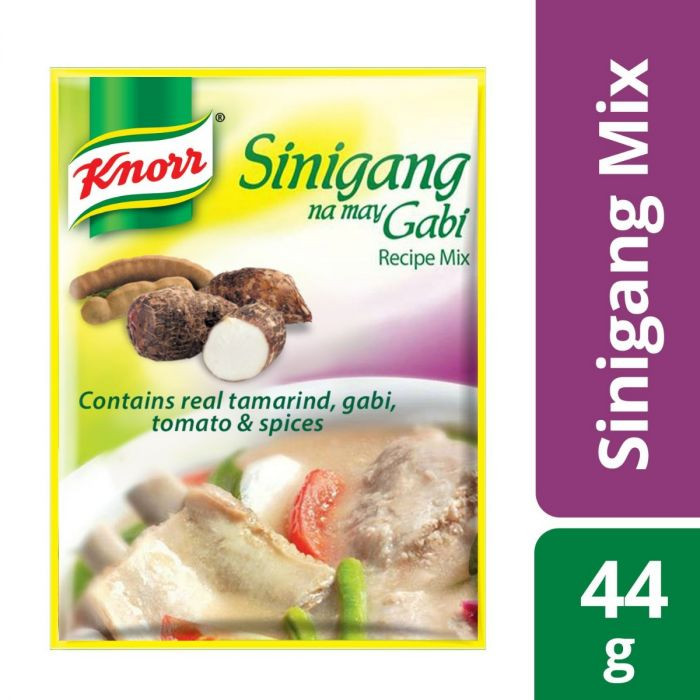 Knorr®
Sinigang
na may Gabi
Recipe Mix
Contains real tamarind, gabi,
tomato & spices
Sinigang Mix
44
g